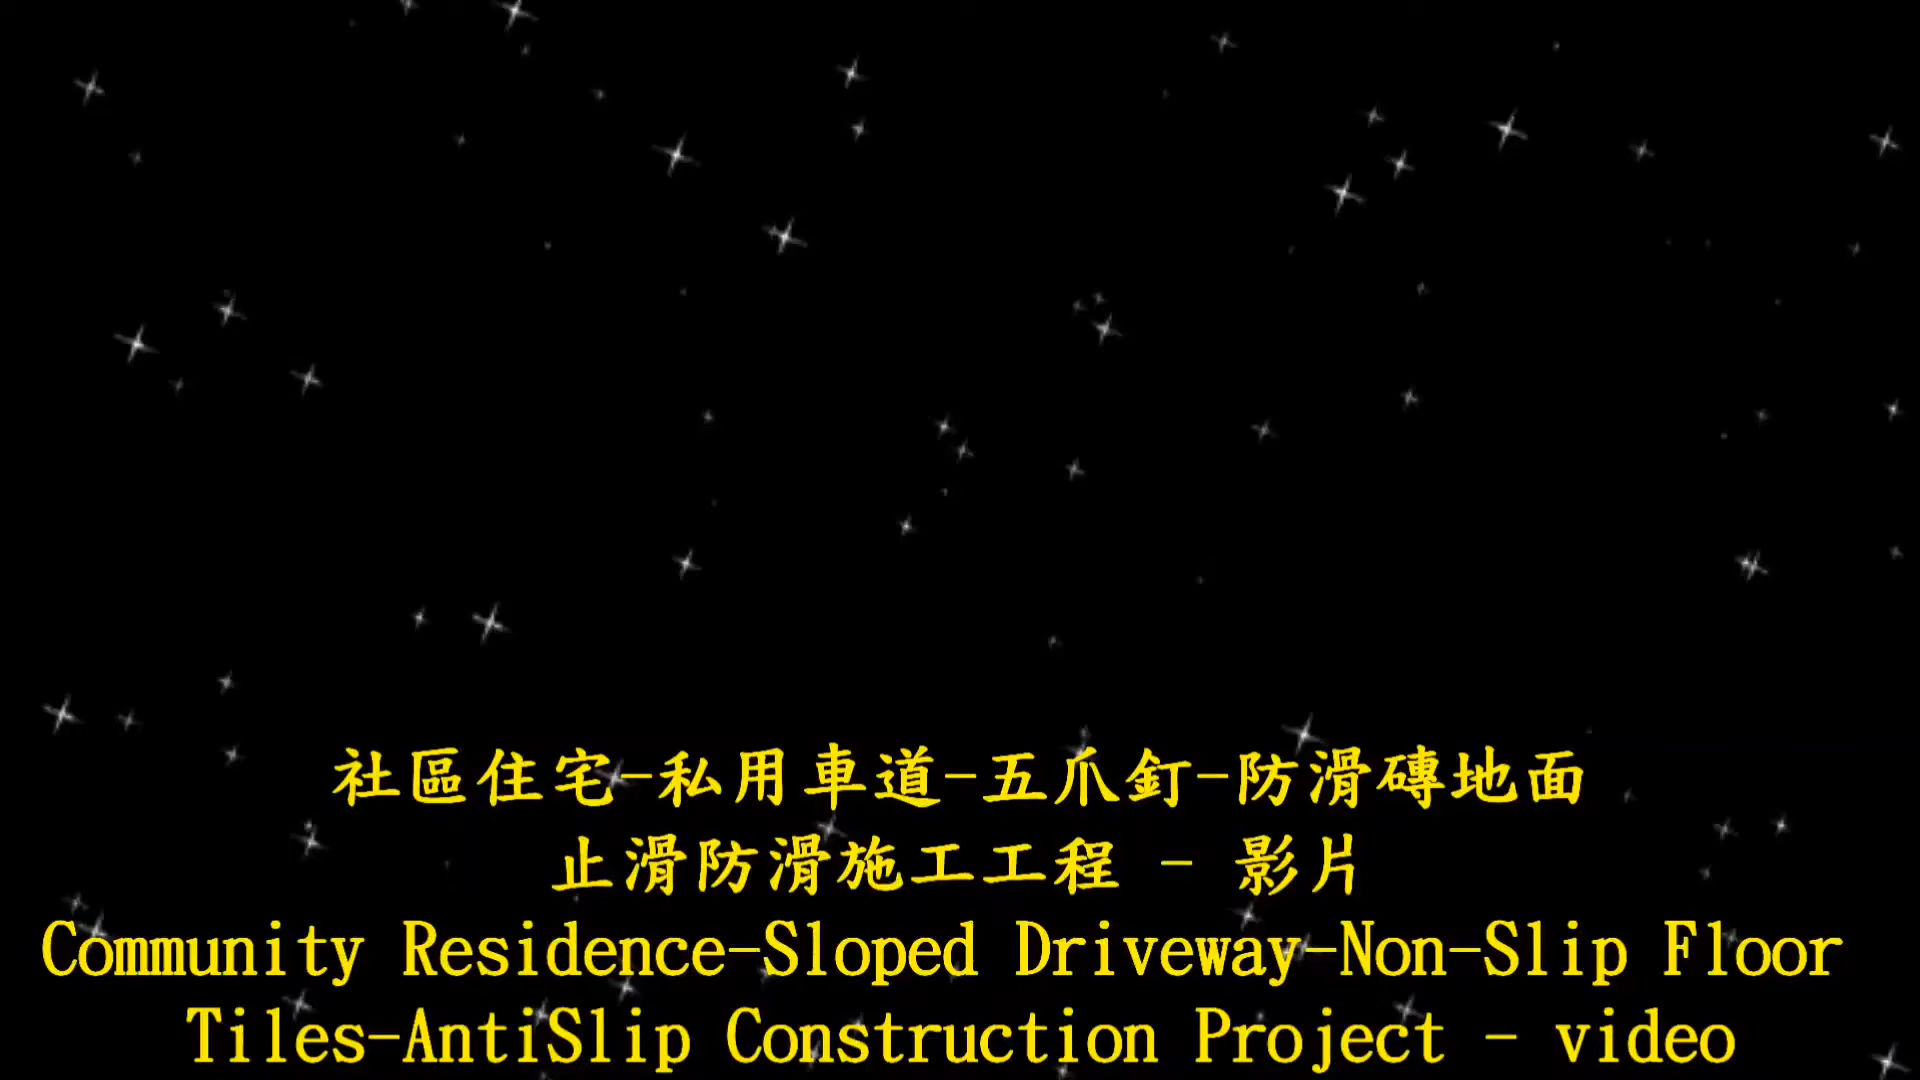 社區住宅-私用車道-五爪釘-防滑磚地面
止滑防滑施工工程 - 影片
Community Residence-Sloped Driveway-Non-Slip Floor
Tiles-AntiSlip Construction Project - video